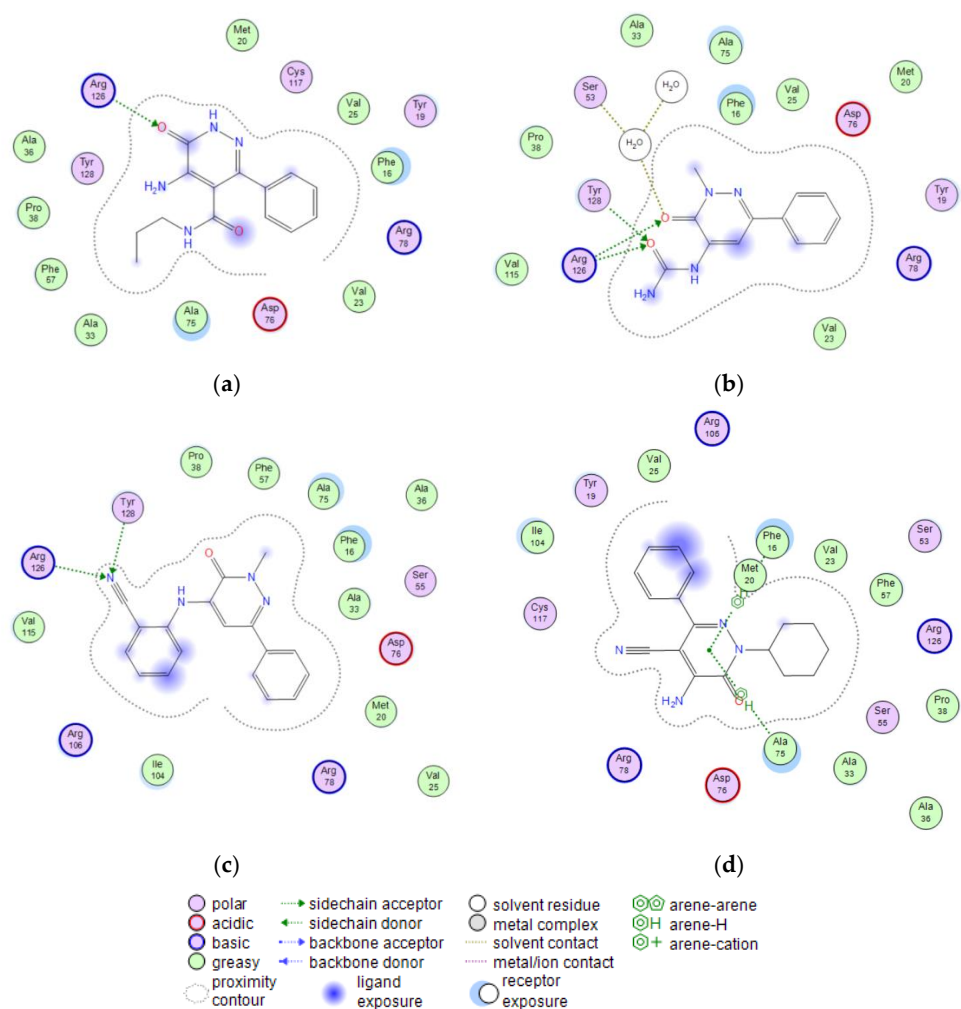 Met
20
Arg
126
Cys
117
Val
25
Tyr
19
Ala
36
Tyr
128
Phe
16
Pro
38
Arg
78
Phe
57
Val
23
Ala
33
Ala
75
Asp
76
O
NH
N
H₂N
N
H
O
(a)
Ala
33
Ala
75
Ser
53
H₂O
Met
20
Val
25
Phe
16
Asp
76
Pro
38
H₂O
Tyr
128
Tyr
19
Val
115
Arg
126
Arg
78
Val
23
N
N
O
O
NH
H₂N
(b)
Pro
38
Phe
57
Ala
75
Ala
36
Tyr
128
Phe
16
Arg
126
Ser
55
Val
115
Ala
33
Asp
76
Met
20
Arg
106
Ile
104
Arg
78
Val
25
N
NH
O
N
N
(c)
Arg
106
Val
25
Tyr
19
Ile
104
Phe
16
Val
23
Ser
53
Met
20
Phe
57
Cys
117
Arg
126
Pro
38
Ser
55
Ala
75
Arg
78
Asp
76
Ala
33
Ala
36
H
N
N
N
H₂N
O
H
(d)
polar
sidechain acceptor
solvent residue
arene-arene
acidic
sidechain donor
metal complex
H
arene-H
basic
backbone acceptor
solvent contact
+
arene-cation
greasy
backbone donor
metal/ion contact
proximity
contour
ligand
exposure
receptor
exposure